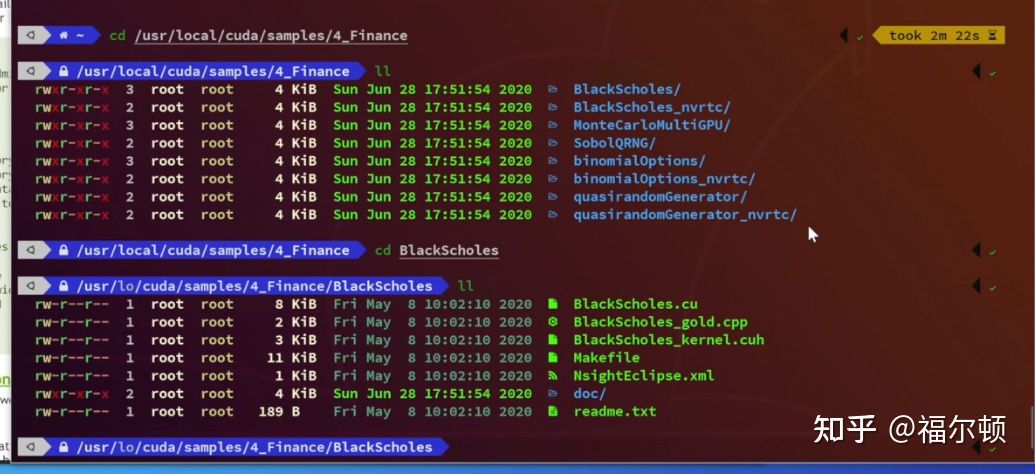 ~ cd /usr/local/cuda/samples/4_Finance took 2m 22s
/usr/local/cuda/samples/4_Finance ll
rwxr-xr-x 3 root root 4 KiB Sun Jun 28 17:51:54 2020 BlackScholes/
rwxr-xr-x 2 root root 4 KiB Sun Jun 28 17:51:54 2020 BlackScholes_nvrtc/
rwxr-xr-x 3 root root 4 KiB Sun Jun 28 17:51:54 2020 MonteCarloMultiGPU/
rwxr-xr-x 2 root root 4 KiB Sun Jun 28 17:51:54 2020 SobolQRNG/
rwxr-xr-x 3 root root 4 KiB Sun Jun 28 17:51:54 2020 binomialOptions/
rwxr-xr-x 2 root root 4 KiB Sun Jun 28 17:51:54 2020 binomialOptions_nvrtc/
rwxr-xr-x 2 root root 4 KiB Sun Jun 28 17:51:54 2020 quasirandomGenerator/
rwxr-xr-x 2 root root 4 KiB Sun Jun 28 17:51:54 2020 quasirandomGenerator_nvrtc/
/usr/local/cuda/samples/4_Finance cd BlackScholes
/usr/lo/cuda/samples/4_Finance/BlackScholes ll
rw-r--r-- 1 root root 8 KiB Fri May 8 10:02:10 2020 BlackScholes.cu
rw-r--r-- 1 root root 2 KiB Fri May 8 10:02:10 2020 BlackScholes_gold.cpp
rw-r--r-- 1 root root 3 KiB Fri May 8 10:02:10 2020 BlackScholes_kernel.cuh
rw-r--r-- 1 root root 11 KiB Fri May 8 10:02:10 2020 Makefile
rw-r--r-- 1 root root 1 KiB Fri May 8 10:02:10 2020 NsightEclipse.xml
rwxr-xr-x 2 root root 4 KiB Sun Jun 28 17:51:54 2020 doc/
rw-r--r-- 1 root root 189 B Fri May 8 10:02:10 2020 readme.txt
/usr/lo/cuda/samples/4_Finance/BlackScholes
知乎 @福尔顿